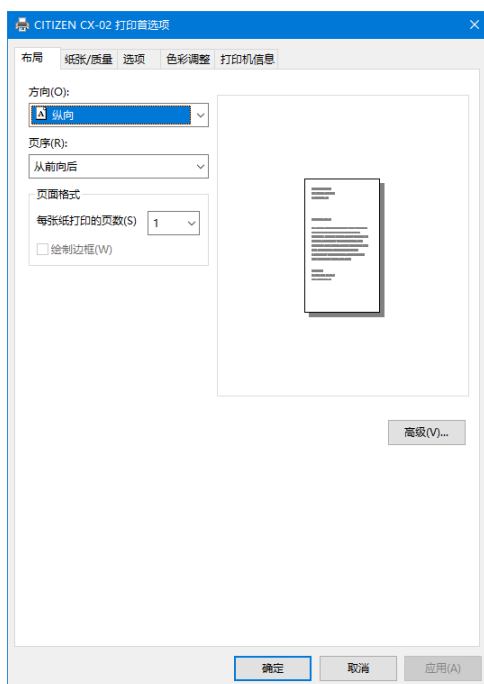 CITIZEN CX-02 打印首选项
布局 纸张/质量 选项 色彩调整 打印机信息
方向(O):
A 纵向
页序(R):
从前向后
页面格式
每张纸打印的页数(S) 1
绘制边框(W)
高级(V)...
确定 取消 应用(A)